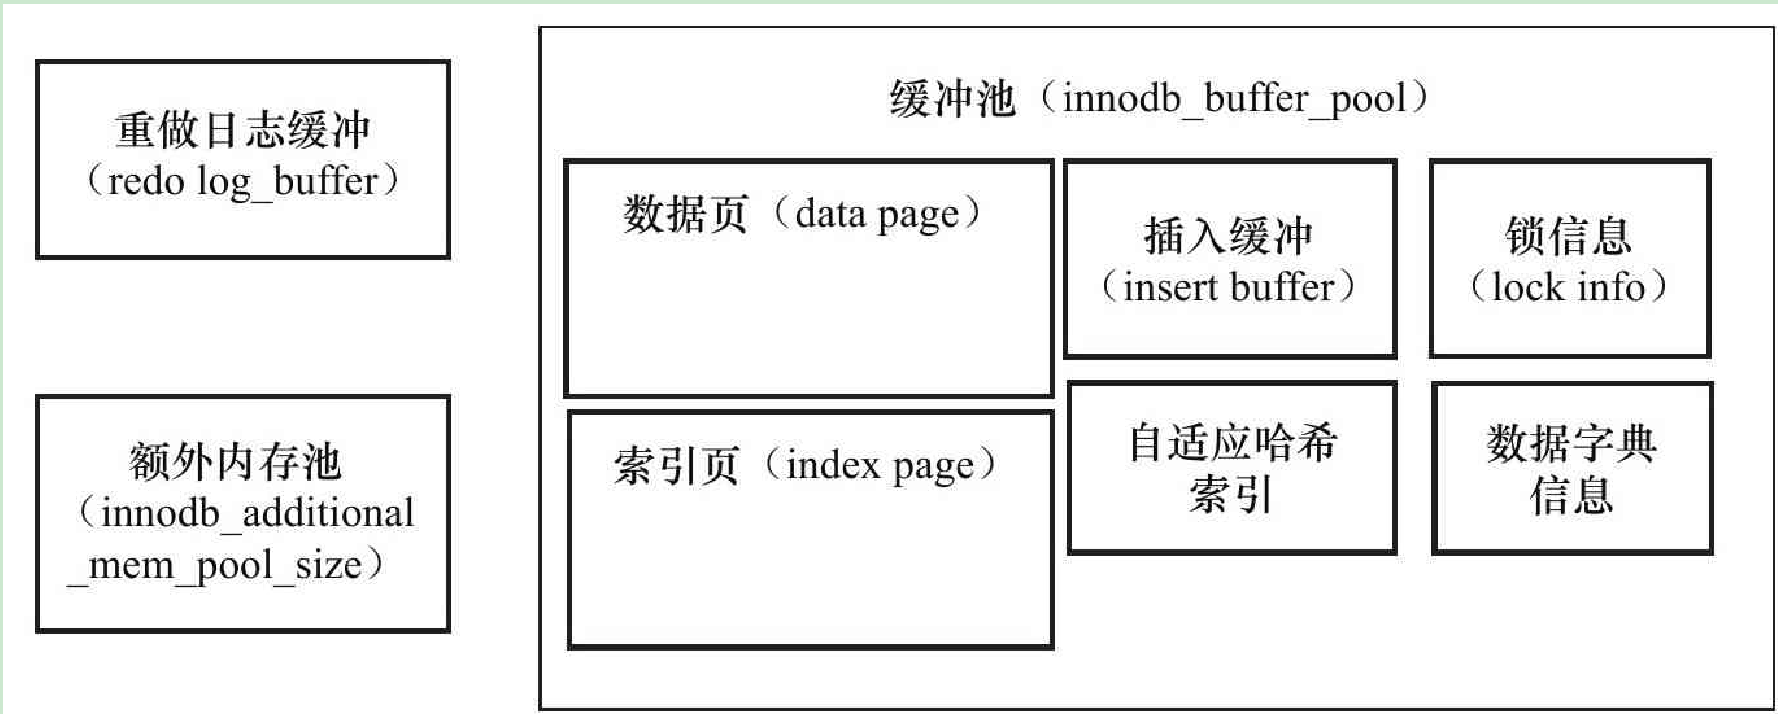 重做日志缓冲
（redo log_buffer）
额外内存池
（innodb_additional
_mem_pool_size）
缓冲池（innodb_buffer_pool）
数据页（data page）
插入缓冲
（insert buffer）
锁信息
（lock info）
索引页（index page）
自适应哈希
索引
数据字典
信息